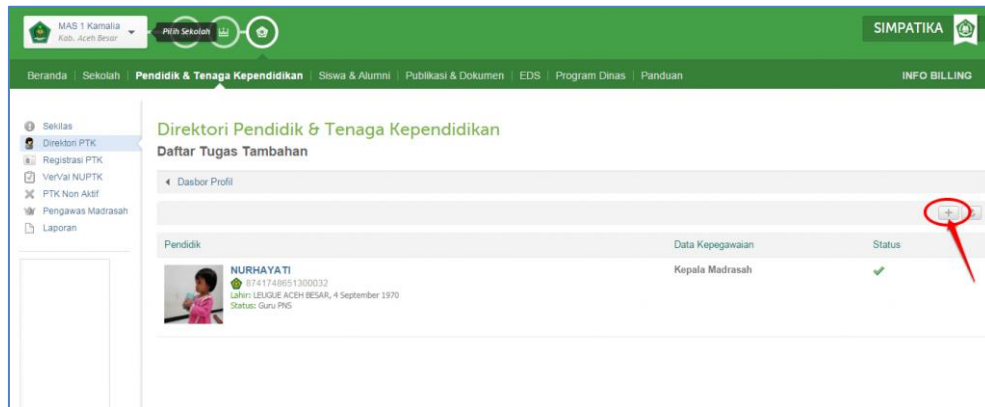 MAS 1 Kamalia
Kab. Aceh Besar
Pilih Sekolah
SIMPATIKA
Beranda | Sekolah | Pendidik & Tenaga Kependidikan | Siswa & Alumni | Publikasi & Dokumen | EDS | Program Dinas | Panduan
INFO BILLING
Sekilas
Direktori PTK
Registrasi PTK
VerVal NUPTK
PTK Non Aktif
Pengawas Madrasah
Laporan
Direktori Pendidik & Tenaga Kependidikan
Daftar Tugas Tambahan
Dasbor Profil
Pendidik Data Kepegawaian Status
NURHAYATI Kepala Madrasah
8741748651300032
Lahir: LEUGUE ACEH BESAR, 4 September 1970
Status: Guru PNS